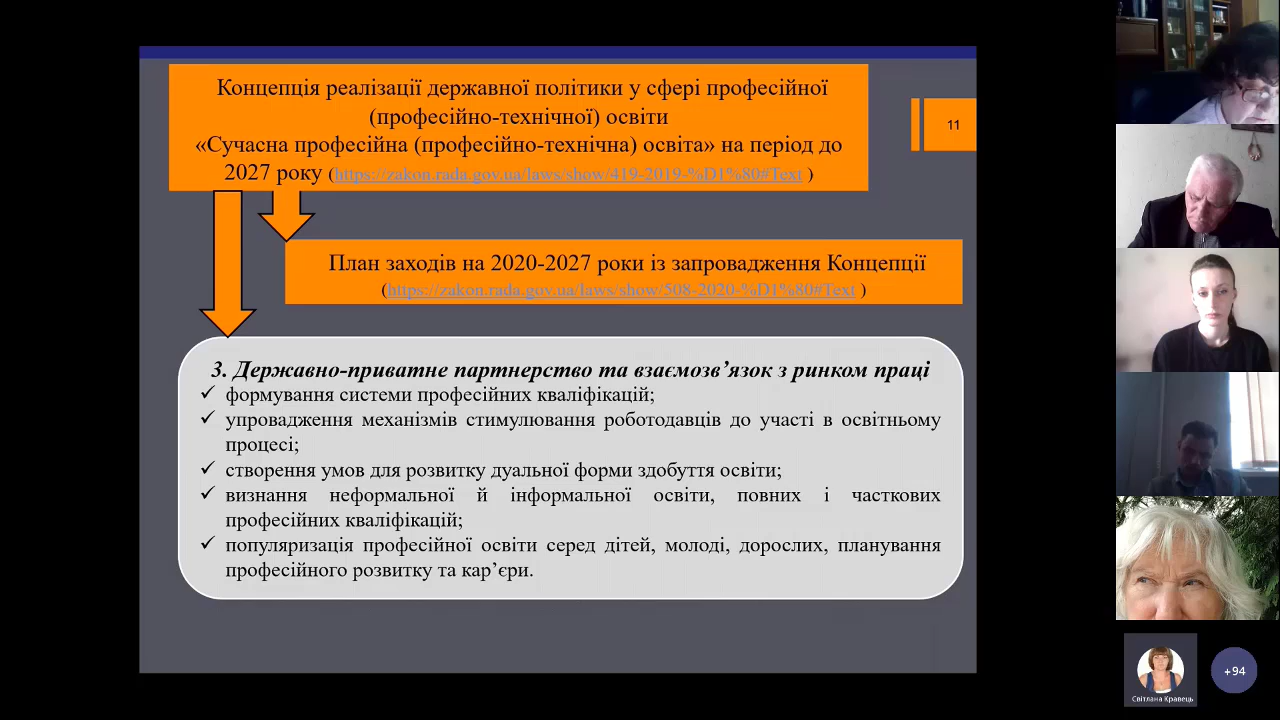 Концепція реалізації державної політики у сфері професійної
(професійно-технічної) освіти
«Сучасна професійна (професійно-технічна) освіта» на період до
2027 року (https://zakon.rada.gov.ua/laws/show/419-2019-%D1%80#Text )
11
План заходів на 2020-2027 роки із запровадження Концепції
(https://zakon.rada.gov.ua/laws/show/508-2020-%D1%80#Text )
3. Державно-приватне партнерство та взаємозв’язок з ринком праці
✓ формування системи професійних кваліфікацій;
✓ упровадження механізмів стимулювання роботодавців до участі в освітньому
процесі;
✓ створення умов для розвитку дуальної форми здобуття освіти;
✓ визнання неформальної й інформальної освіти, повних і часткових
професійних кваліфікацій;
✓ популяризація професійної освіти серед дітей, молоді, дорослих, планування
професійного розвитку та кар’єри.
Світлана Кравець
+94